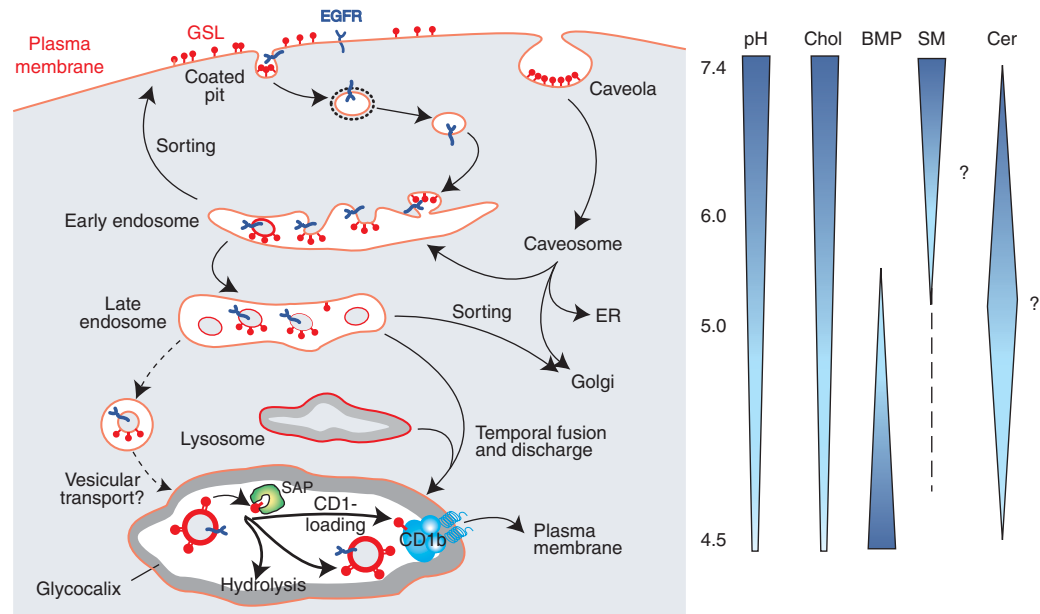 Plasma
membrane
GSL
EGFR
Coated
pit
Caveola
Sorting
Early endosome
Caveosome
Late
endosome
Sorting
ER
Golgi
Lysosome
Temporal fusion
and discharge
Vesicular
transport?
SAP
CD1-
loading
CD1b
Plasma
membrane
Glycocalix
Hydrolysis
pH Chol BMP SM Cer
7.4
?
6.0
?
5.0
4.5